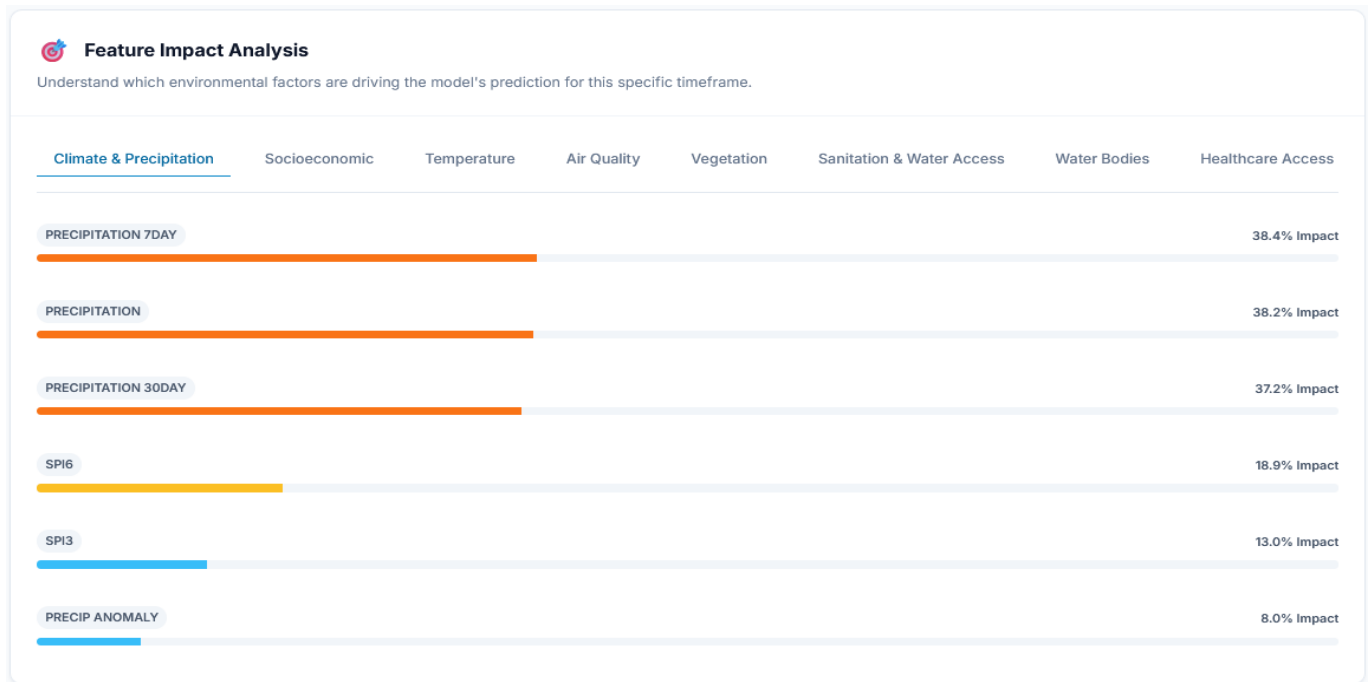 Feature Impact Analysis
Understand which environmental factors are driving the model's prediction for this specific timeframe.
Climate & Precipitation Socioeconomic Temperature Air Quality Vegetation Sanitation & Water Access Water Bodies Healthcare Access
PRECIPITATION 7DAY 38.4% Impact
PRECIPITATION 38.2% Impact
PRECIPITATION 30DAY 37.2% Impact
SPI6 18.9% Impact
SPI3 13.0% Impact
PRECIP ANOMALY 8.0% Impact